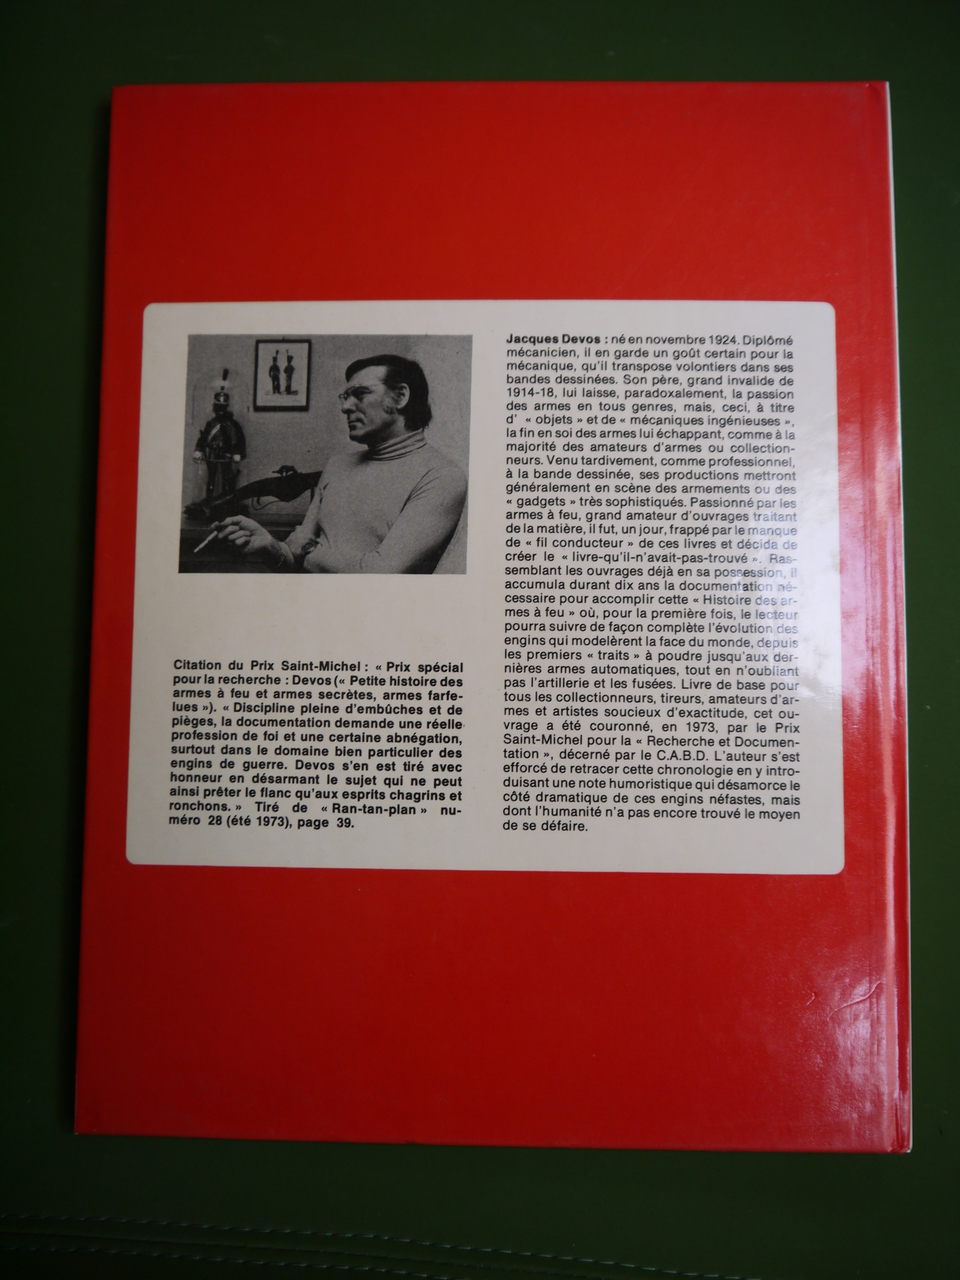 Jacques Devos : né en novembre 1924. Diplômé
mécanicien, il en garde un goût certain pour la
mécanique, qu'il transpose volontiers dans ses
bandes dessinées. Son père, grand invalide de
1914-18, lui laisse, paradoxalement, la passion
des armes en tous genres, mais, ceci, à titre
d' « objets » et de « mécaniques ingénieuses »,
la fin en soi des armes lui échappant, comme à la
majorité des amateurs d'armes ou collection-
neurs. Venu tardivement, comme professionnel,
à la bande dessinée, ses productions mettront
généralement en scène des armements ou des
« gadgets » très sophistiqués. Passionné par les
armes à feu, grand amateur d'ouvrages traitant
de la matière, il fut, un jour, frappé par le manque
de « fil conducteur » de ces livres et décida de
créer le « livre-qu'il-n'avait-pas-trouvé ». Ras-
semblant les ouvrages déjà en sa possession, il
accumula durant dix ans la documentation né-
cessaire pour accomplir cette « Histoire des ar-
mes à feu » où, pour la première fois, le lecteur
pourra suivre de façon complète l'évolution des
engins qui modelèrent la face du monde, depuis
les premiers « traits » à poudre jusqu'aux der-
nières armes automatiques, tout en n'oubliant
pas l'artillerie et les fusées. Livre de base pour
tous les collectionneurs, tireurs, amateurs d'ar-
mes et artistes soucieux d'exactitude, cet ou-
vrage a été couronné, en 1973, par le Prix
Saint-Michel pour la « Recherche et Documen-
tation », décerné par le C.A.B.D. L'auteur s'est
efforcé de retracer cette chronologie en y intro-
duisant une note humoristique qui désamorce le
côté dramatique de ces engins néfastes, mais
dont l'humanité n'a pas encore trouvé le moyen
de se défaire.
Citation du Prix Saint-Michel : « Prix spécial
pour la recherche : Devos (« Petite histoire des
armes à feu et armes secrètes, armes farfe-
lues »). « Discipline pleine d'embûches et de
pièges, la documentation demande une réelle
profession de foi et une certaine abnégation,
surtout dans le domaine bien particulier des
engins de guerre. Devos s'en est tiré avec
honneur en désarmant le sujet qui ne peut
ainsi prêter le flanc qu'aux esprits chagrins et
ronchons. » Tiré de « Ran-tan-plan » nu-
méro 28 (été 1973), page 39.